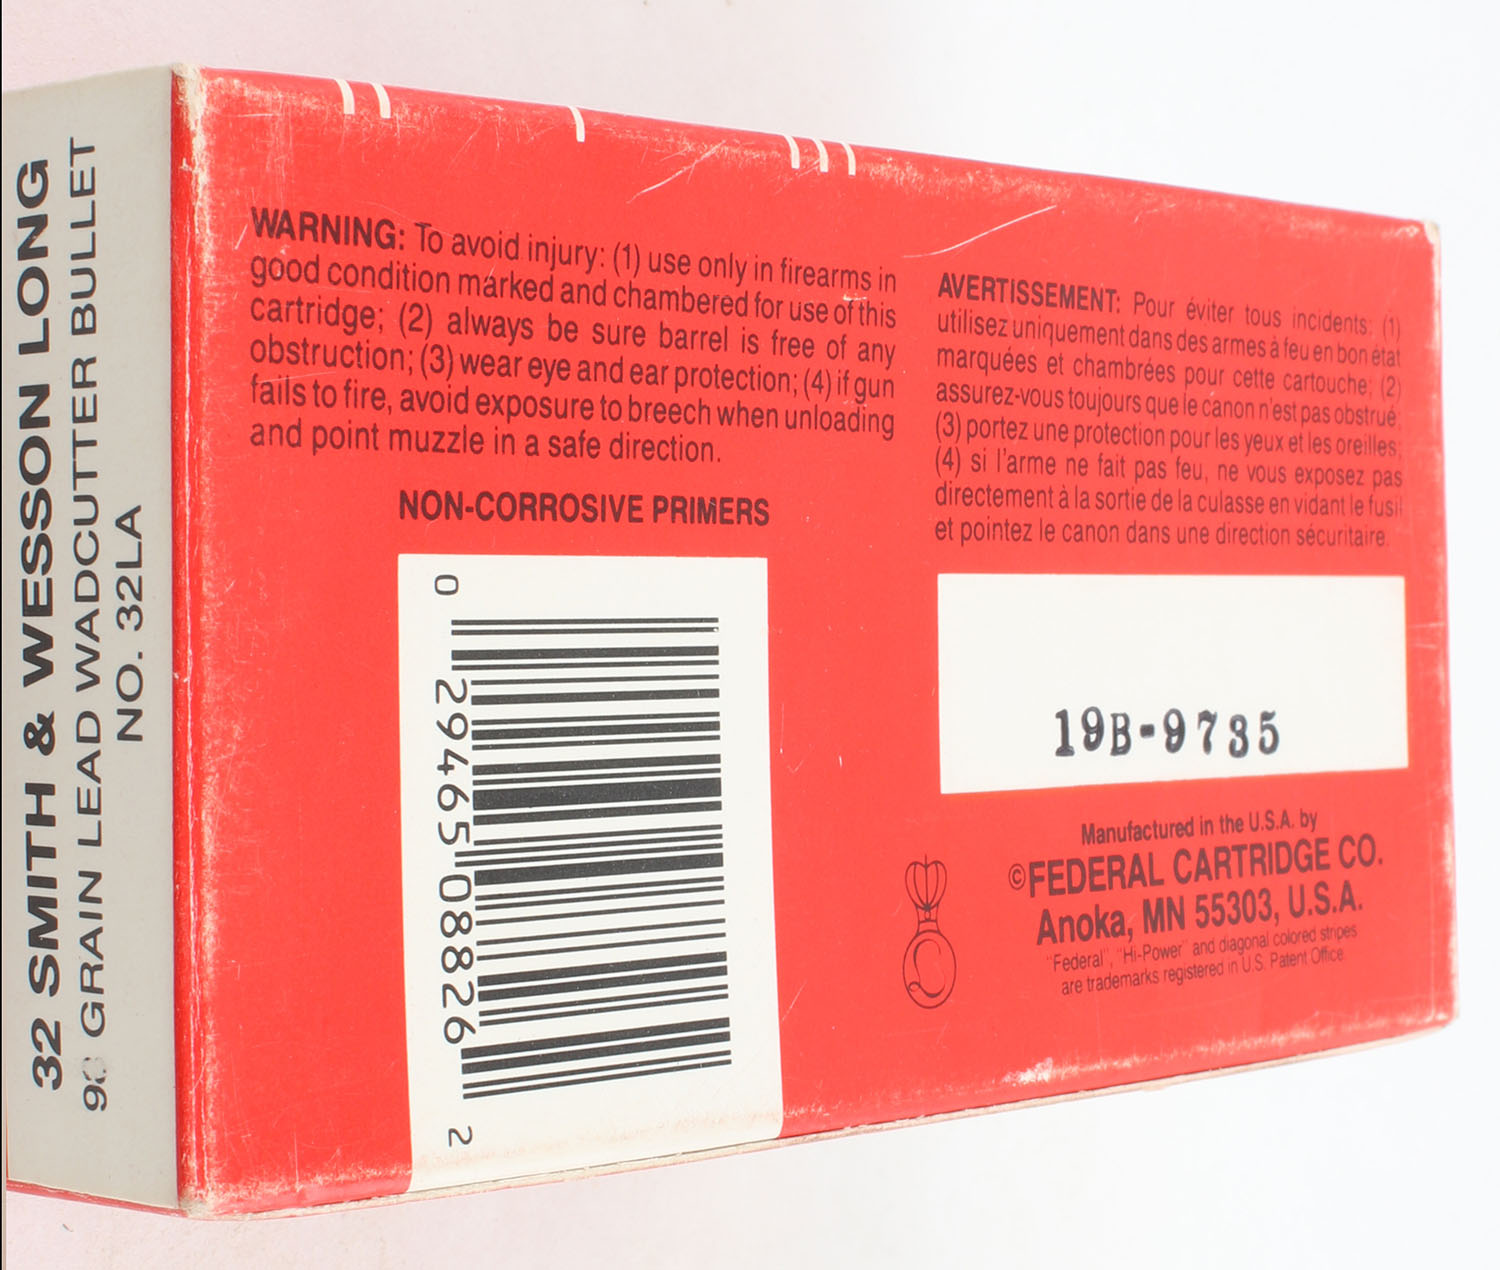 32 SMITH & WESSON LONG
GRAIN LEAD WADCUTTER BULLET
NO. 32LA
WARNING: To avoid injury: (1) use only in firearms in
good condition marked and chambered for use of this
cartridge; (2) always be sure barrel is free of any
obstruction; (3) wear eye and ear protection; (4) if gun
fails to fire, avoid exposure to breech when unloading
and point muzzle in a safe direction.
NON-CORROSIVE PRIMERS
0 29465 08826 2
AVERTISSEMENT: Pour éviter tous incidents: (1)
utilisez uniquement dans des armes à feu en bon état
marquées et chambrées pour cette cartouche; (2)
assurez-vous toujours que le canon n'est pas obstrué;
(3) portez une protection pour les yeux et les oreilles;
(4) si l'arme ne fait pas feu, ne vous exposez pas
directement à la sortie de la culasse en vidant le fusil
et pointez le canon dans une direction sécuritaire.
19B-9735
Manufactured in the U.S.A. by
©FEDERAL CARTRIDGE CO.
Anoka, MN 55303, U.S.A.
"Federal", "Hi-Power" and diagonal colored stripes
are trademarks registered in U.S. Patent Office.